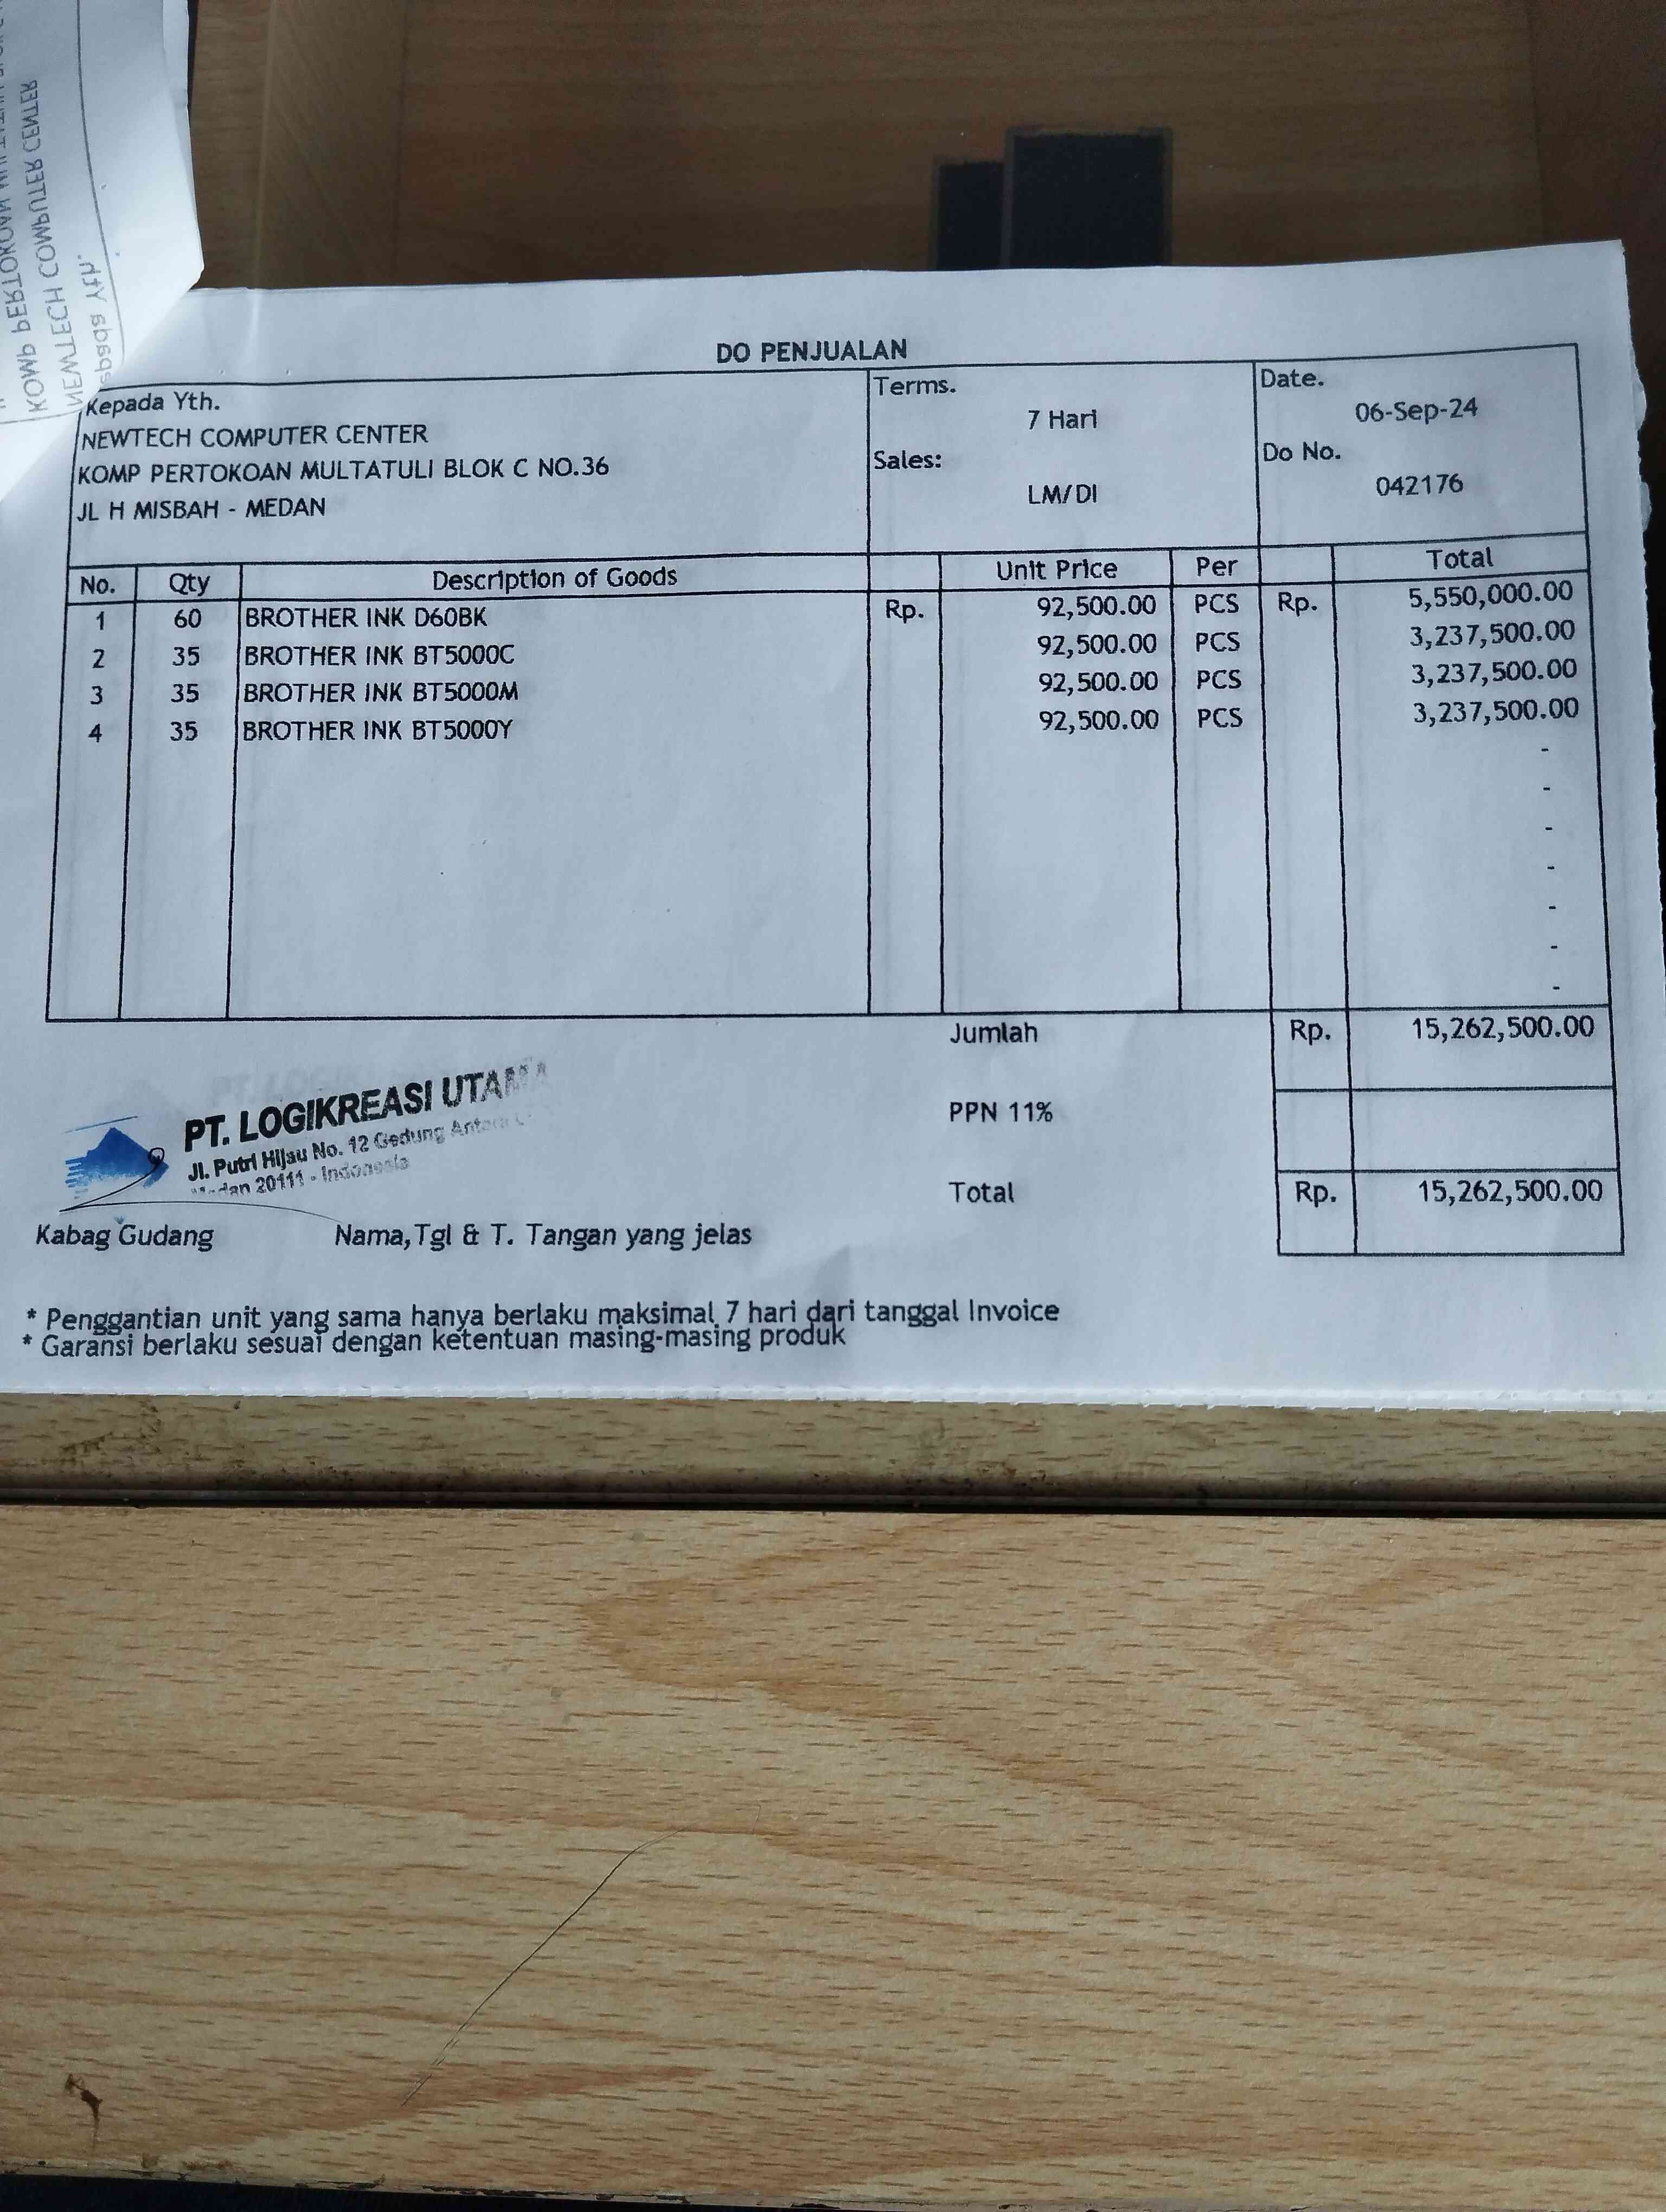 KOMP PERTOKOAN
NEWTECH COMPUTER CENTER
epada Yth.
DO PENJUALAN
Kepada Yth.
NEWTECH COMPUTER CENTER
KOMP PERTOKOAN MULTATULI BLOK C NO.36
JL H MISBAH - MEDAN
Terms.
7 Hari
Sales:
LM/DI
Date.
06-Sep-24
Do No.
042176
No. Qty Description of Goods Unit Price Per Total
1 60 BROTHER INK D60BK Rp. 92,500.00 PCS Rp. 5,550,000.00
2 35 BROTHER INK BT5000C 92,500.00 PCS 3,237,500.00
3 35 BROTHER INK BT5000M 92,500.00 PCS 3,237,500.00
4 35 BROTHER INK BT5000Y 92,500.00 PCS 3,237,500.00
-
-
-
-
-
-
-
Jumlah Rp. 15,262,500.00
PPN 11%
Total Rp. 15,262,500.00
PT. LOGIKREASI UTAMA
Jl. Putri Hijau No. 12 Gedung Antara
Medan 20111 - Indonesia
Kabag Gudang Nama,Tgl & T. Tangan yang jelas
* Penggantian unit yang sama hanya berlaku maksimal 7 hari dari tanggal Invoice
* Garansi berlaku sesuai dengan ketentuan masing-masing produk